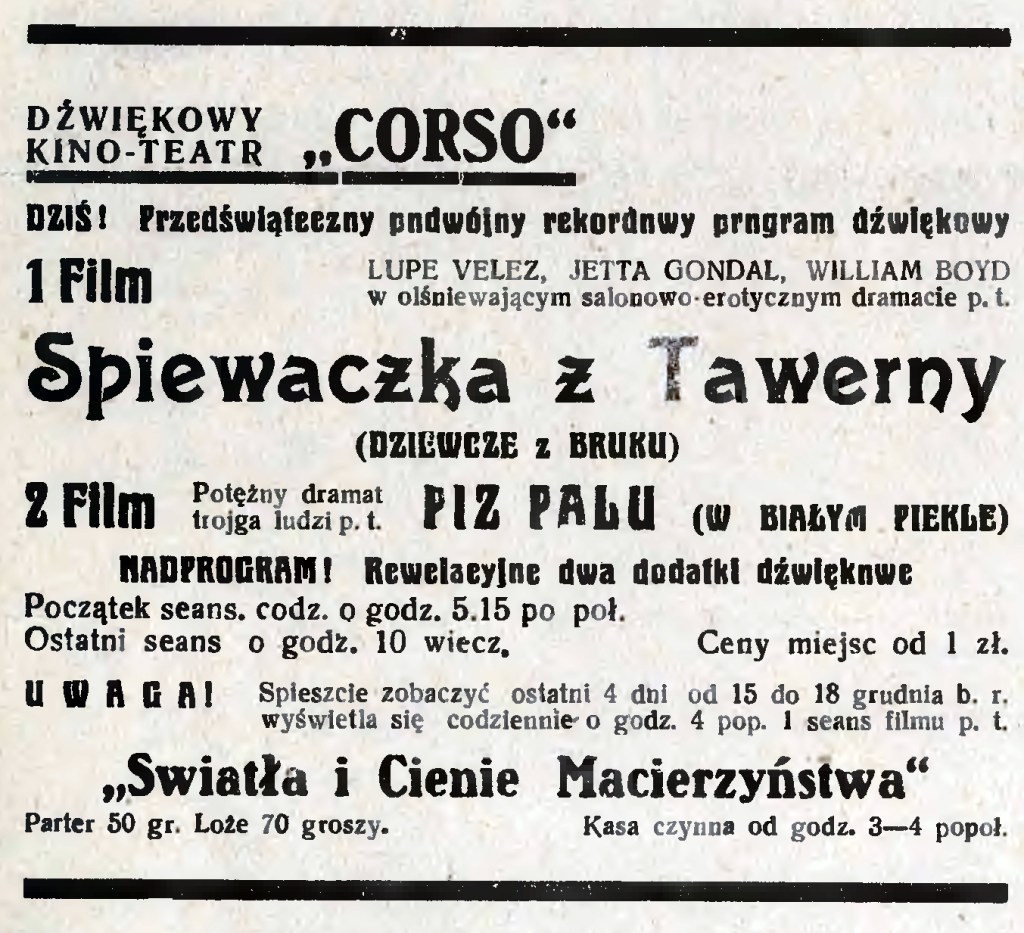 DŹWIĘKOWY
KINO-TEATR „CORSO“
DZIŚ! Przedświąteczny pndwójny rekordnwy prngram dźwiękowy
1 Film LUPE VELEZ, JETTA GONDAL, WILLIAM BOYD
w olśniewającym salonowo-erotycznym dramacie p. t.
Spiewaczka z Tawerny
(DZIEWCZE z BRUKU)
2 Film Potężny dramat
trojga ludzi p. t. PIZ PALU (W BIAŁYM PIEKLE)
NADPROGRAM! Rewelacyjne dwa dodatki dźwięknwe
Początek seans. codz. o godz. 5.15 po poł.
Ostatni seans o godz. 10 wiecz. Ceny miejsc od 1 zł.
UWAGA! Spieszcie zobaczyć ostatni 4 dni od 15 do 18 grudnia b. r.
wyświetla się codziennie o godz. 4 pop. 1 seans filmu p. t.
„Swiatła i Cienie Macierzyństwa“
Parter 50 gr. Loże 70 groszy. Kasa czynna od godz. 3—4 popoł.